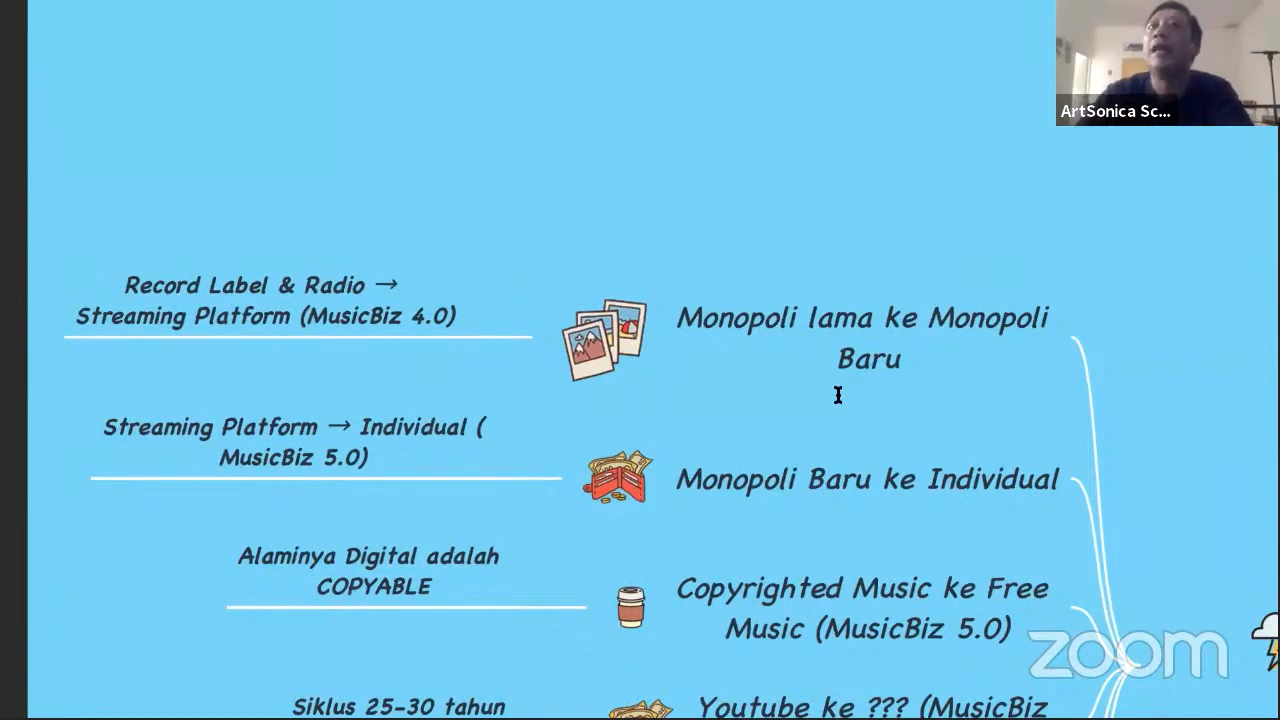 ArtSonica Sc...
Record Label & Radio →
Streaming Platform (MusicBiz 4.0)
Monopoli lama ke Monopoli
Baru
Streaming Platform → Individual (
MusicBiz 5.0)
Monopoli Baru ke Individual
Alaminya Digital adalah
COPYABLE
Copyrighted Music ke Free
Music (MusicBiz 5.0)
zoom
Siklus 25-30 tahun
Youtube ke ??? (MusicBiz